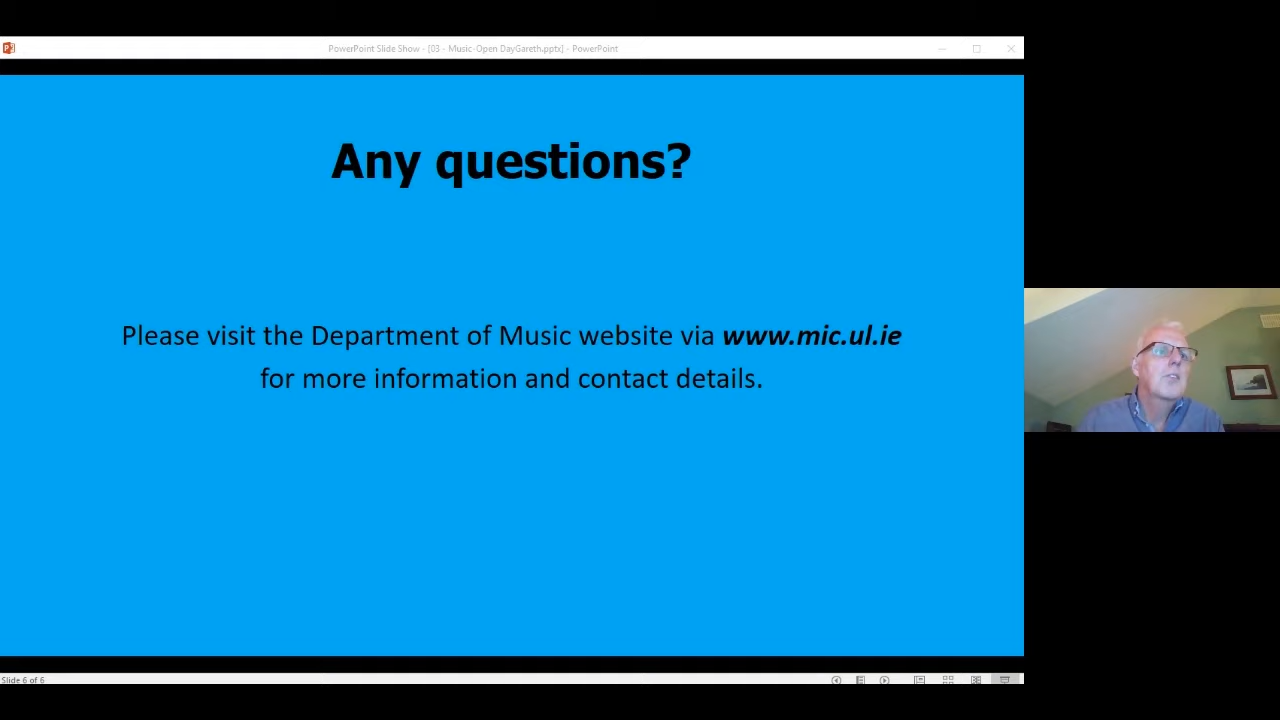 PowerPoint Slide Show - [03 - Music-Open DayGareth.pptx] - PowerPoint
Any questions?
Please visit the Department of Music website via www.mic.ul.ie
for more information and contact details.
Slide 6 of 6